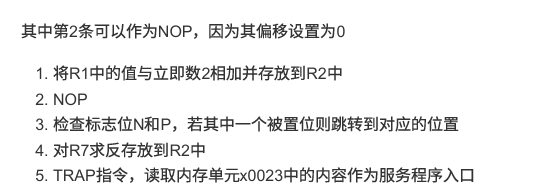 其中第2条可以作为NOP，因为其偏移设置为0
1. 将R1中的值与立即数2相加并存放到R2中
2. NOP
3. 检查标志位N和P，若其中一个被置位则跳转到对应的位置
4. 对R7求反存放到R2中
5. TRAP指令，读取内存单元x0023中的内容作为服务程序入口